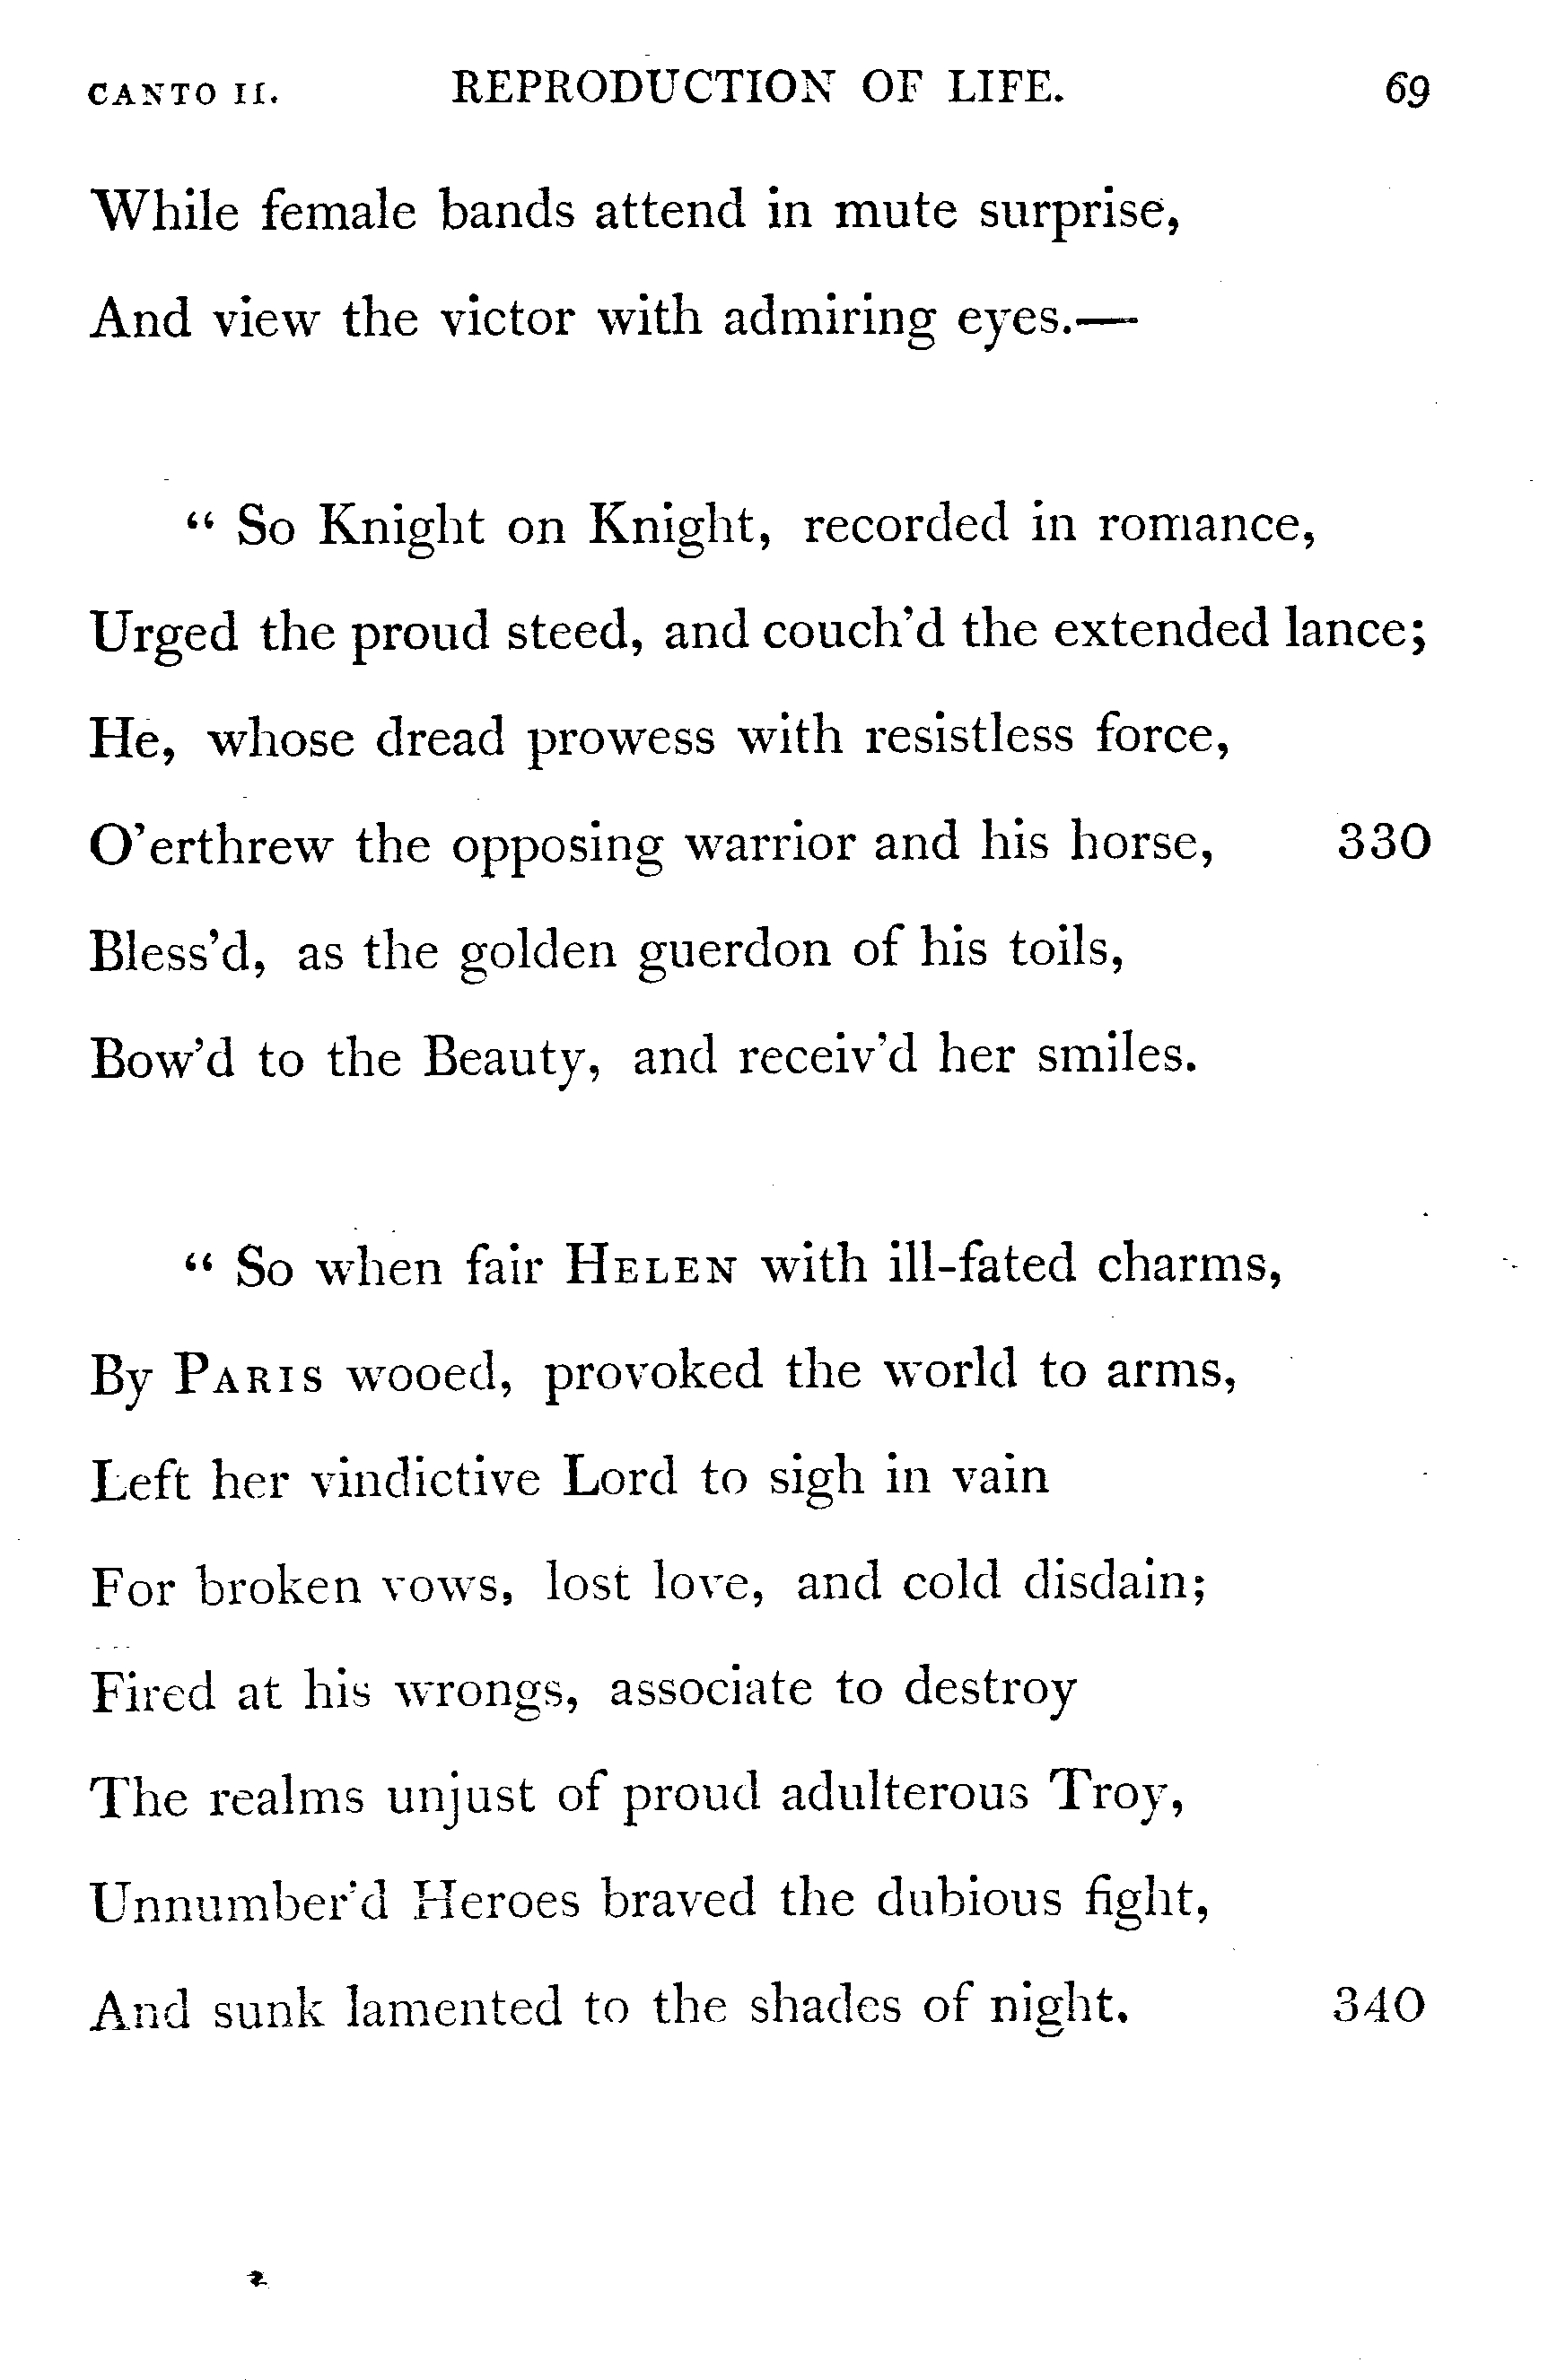 CANTO II. REPRODUCTION OF LIFE. 69
While female bands attend in mute surprise,
And view the victor with admiring eyes.—
“ So Knight on Knight, recorded in romance,
Urged the proud steed, and couch’d the extended lance;
He, whose dread prowess with resistless force,
O’erthrew the opposing warrior and his horse, 330
Bless’d, as the golden guerdon of his toils,
Bow’d to the Beauty, and receiv’d her smiles.
“ So when fair HELEN with ill-fated charms,
By PARIS wooed, provoked the world to arms,
Left her vindictive Lord to sigh in vain
For broken vows, lost love, and cold disdain;
Fired at his wrongs, associate to destroy
The realms unjust of proud adulterous Troy,
Unnumber’d Heroes braved the dubious fight,
And sunk lamented to the shades of night. 340
2